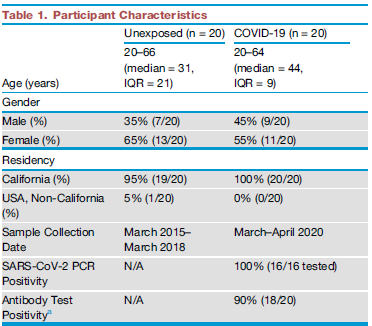 Table 1. Participant Characteristics
Unexposed (n = 20) COVID-19 (n = 20)
Age (years) 20–66 (median = 31, IQR = 21) 20–64 (median = 44, IQR = 9)
Gender
Male (%) 35% (7/20) 45% (9/20)
Female (%) 65% (13/20) 55% (11/20)
Residency
California (%) 95% (19/20) 100% (20/20)
USA, Non-California (%) 5% (1/20) 0% (0/20)
Sample Collection Date March 2015–March 2018 March–April 2020
SARS-CoV-2 PCR Positivity N/A 100% (16/16 tested)
Antibody Test Positivity a N/A 90% (18/20)